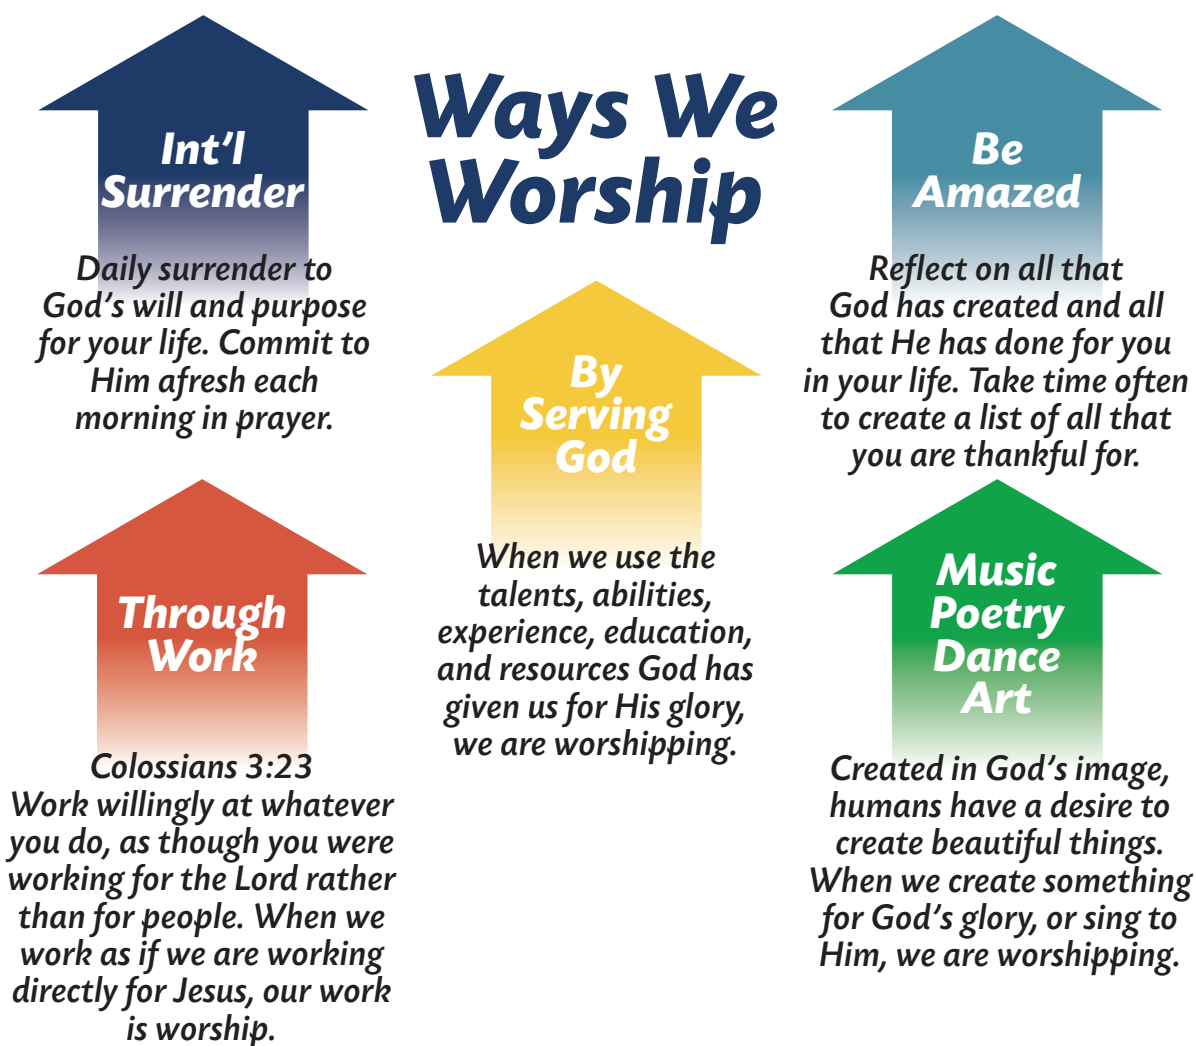 Ways We
Worship
Int'l
Surrender
Daily surrender to
God's will and purpose
for your life. Commit to
Him afresh each
morning in prayer.
Be
Amazed
Reflect on all that
God has created and all
that He has done for you
in your life. Take time often
to create a list of all that
you are thankful for.
By
Serving
God
When we use the
talents, abilities,
experience, education,
and resources God has
given us for His glory,
we are worshipping.
Through
Work
Colossians 3:23
Work willingly at whatever
you do, as though you were
working for the Lord rather
than for people. When we
work as if we are working
directly for Jesus, our work
is worship.
Music
Poetry
Dance
Art
Created in God's image,
humans have a desire to
create beautiful things.
When we create something
for God's glory, or sing to
Him, we are worshipping.